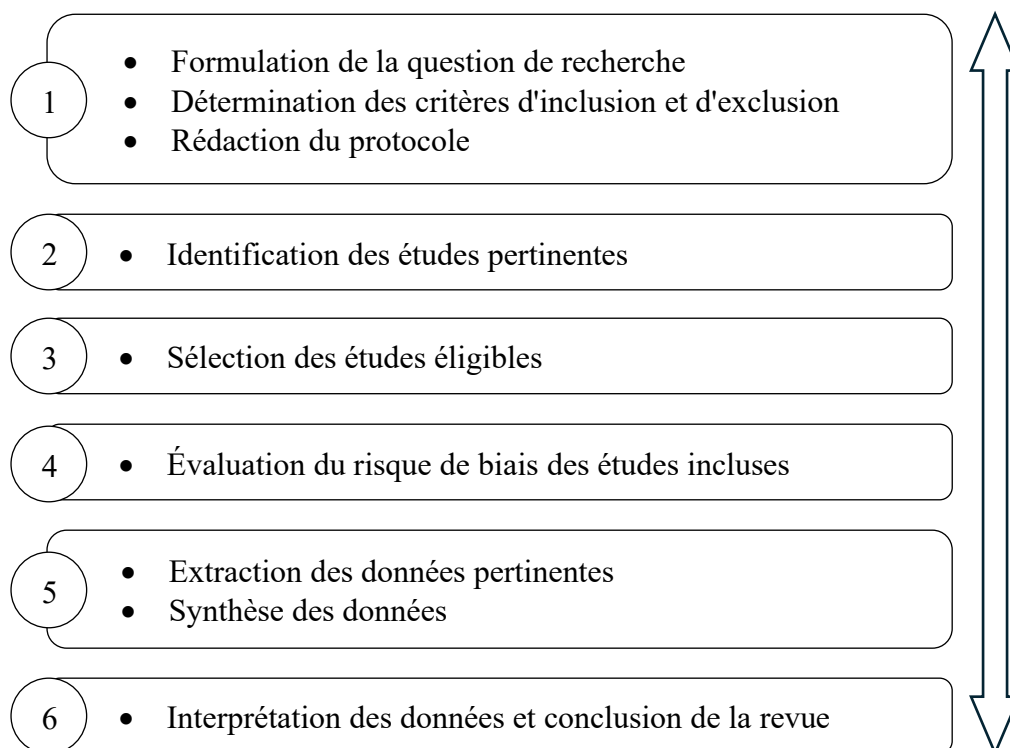 1
• Formulation de la question de recherche
• Détermination des critères d'inclusion et d'exclusion
• Rédaction du protocole
2
• Identification des études pertinentes
3
• Sélection des études éligibles
4
• Évaluation du risque de biais des études incluses
5
• Extraction des données pertinentes
• Synthèse des données
6
• Interprétation des données et conclusion de la revue